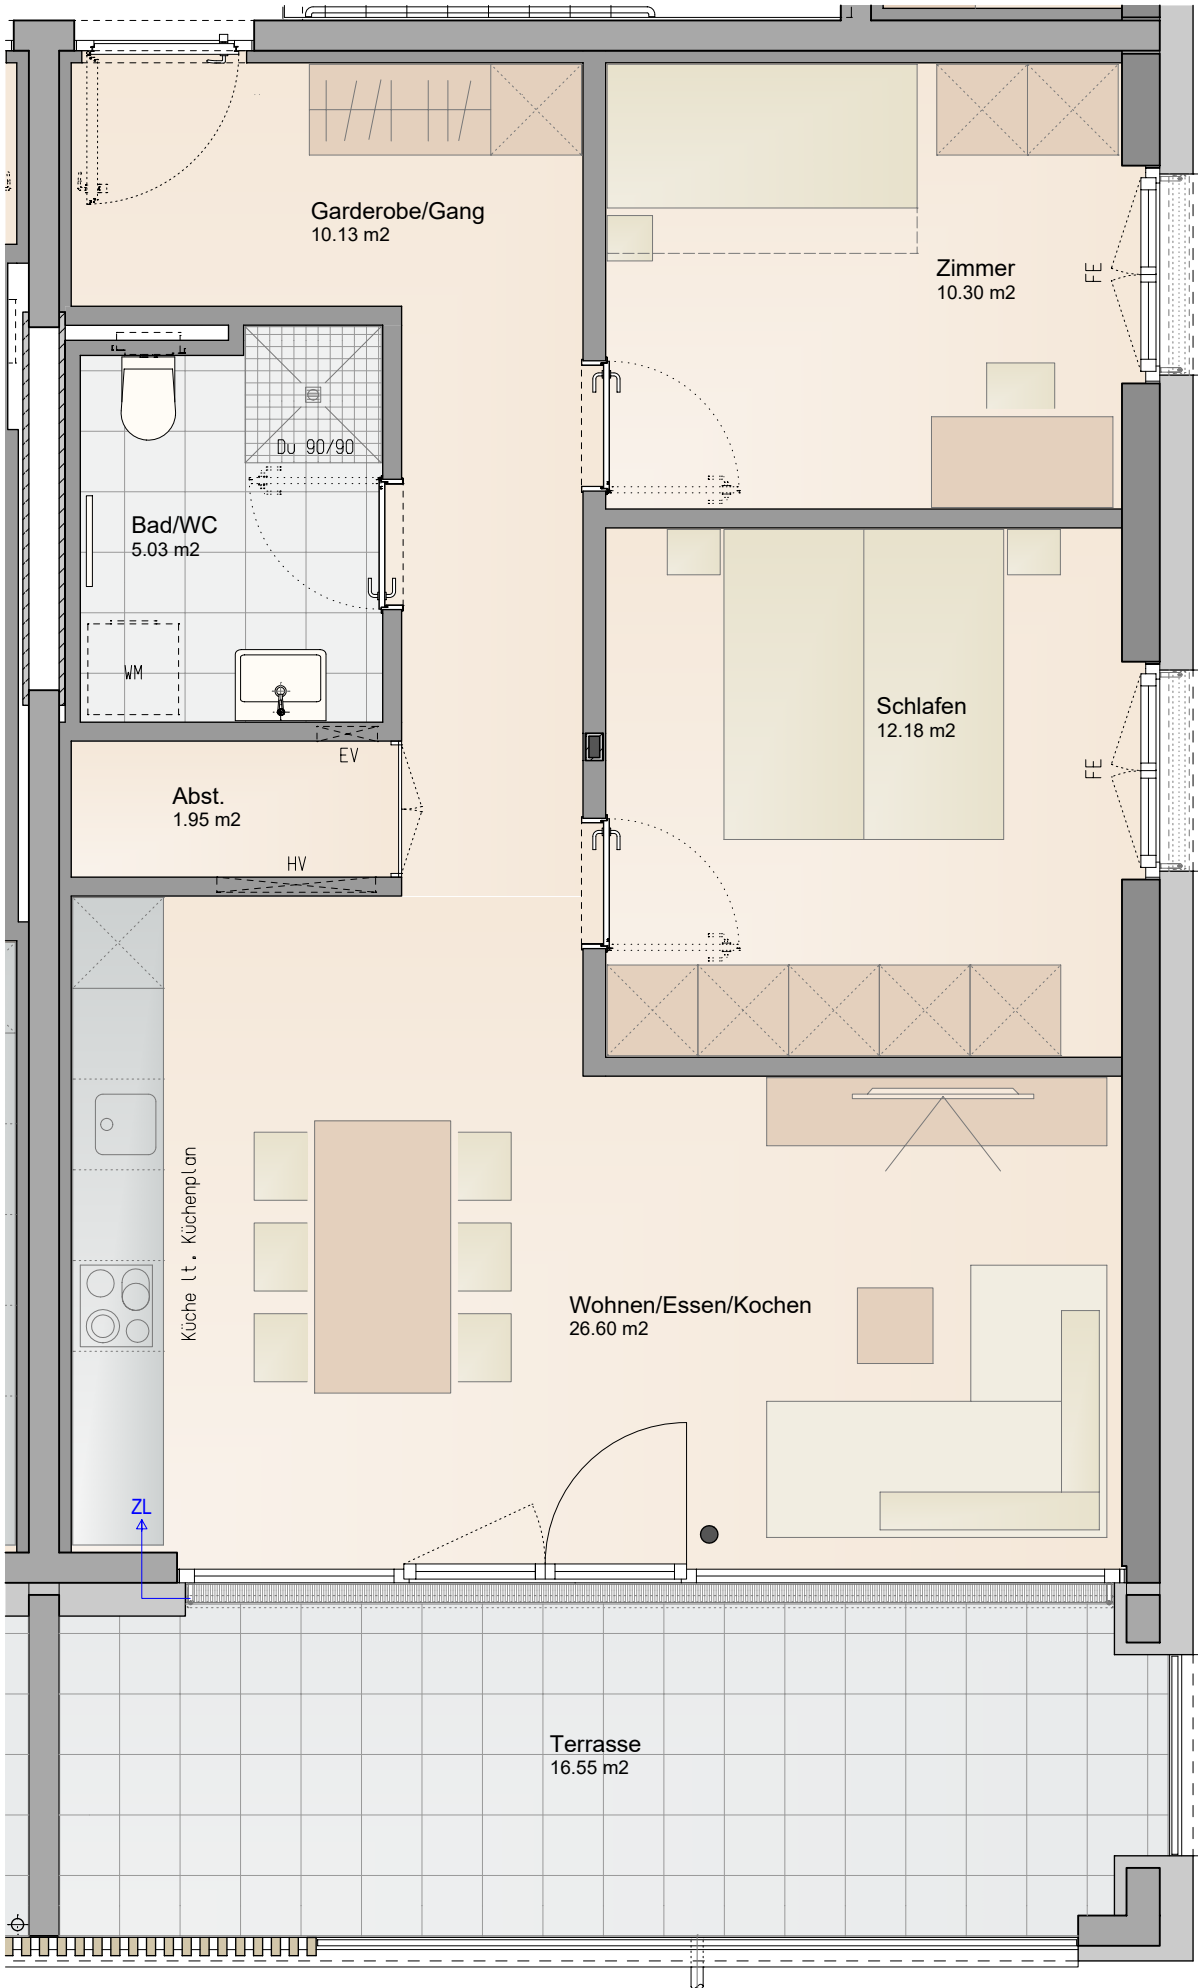 Garderobe/Gang
10.13 m2
Zimmer
10.30 m2
FE
Du 90/90
Bad/WC
5.03 m2
WM
Schlafen
12.18 m2
FE
EV
Abst.
1.95 m2
HV
Küche lt. Küchenplan
Wohnen/Essen/Kochen
26.60 m2
ZL
Terrasse
16.55 m2